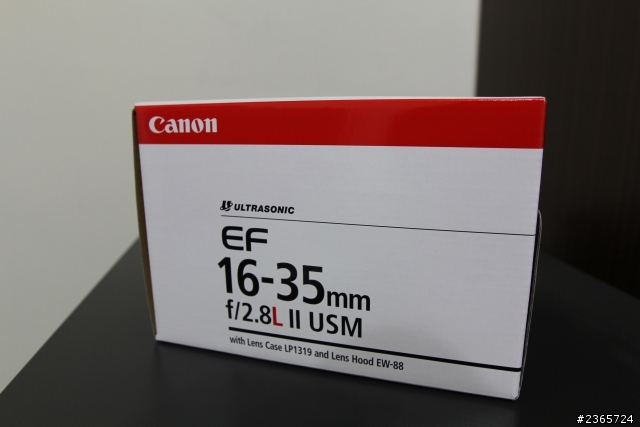 Canon
ULTRASONIC
EF
16-35mm
f/2.8L II USM
with Lens Case LP1319 and Lens Hood EW-88
#2365724